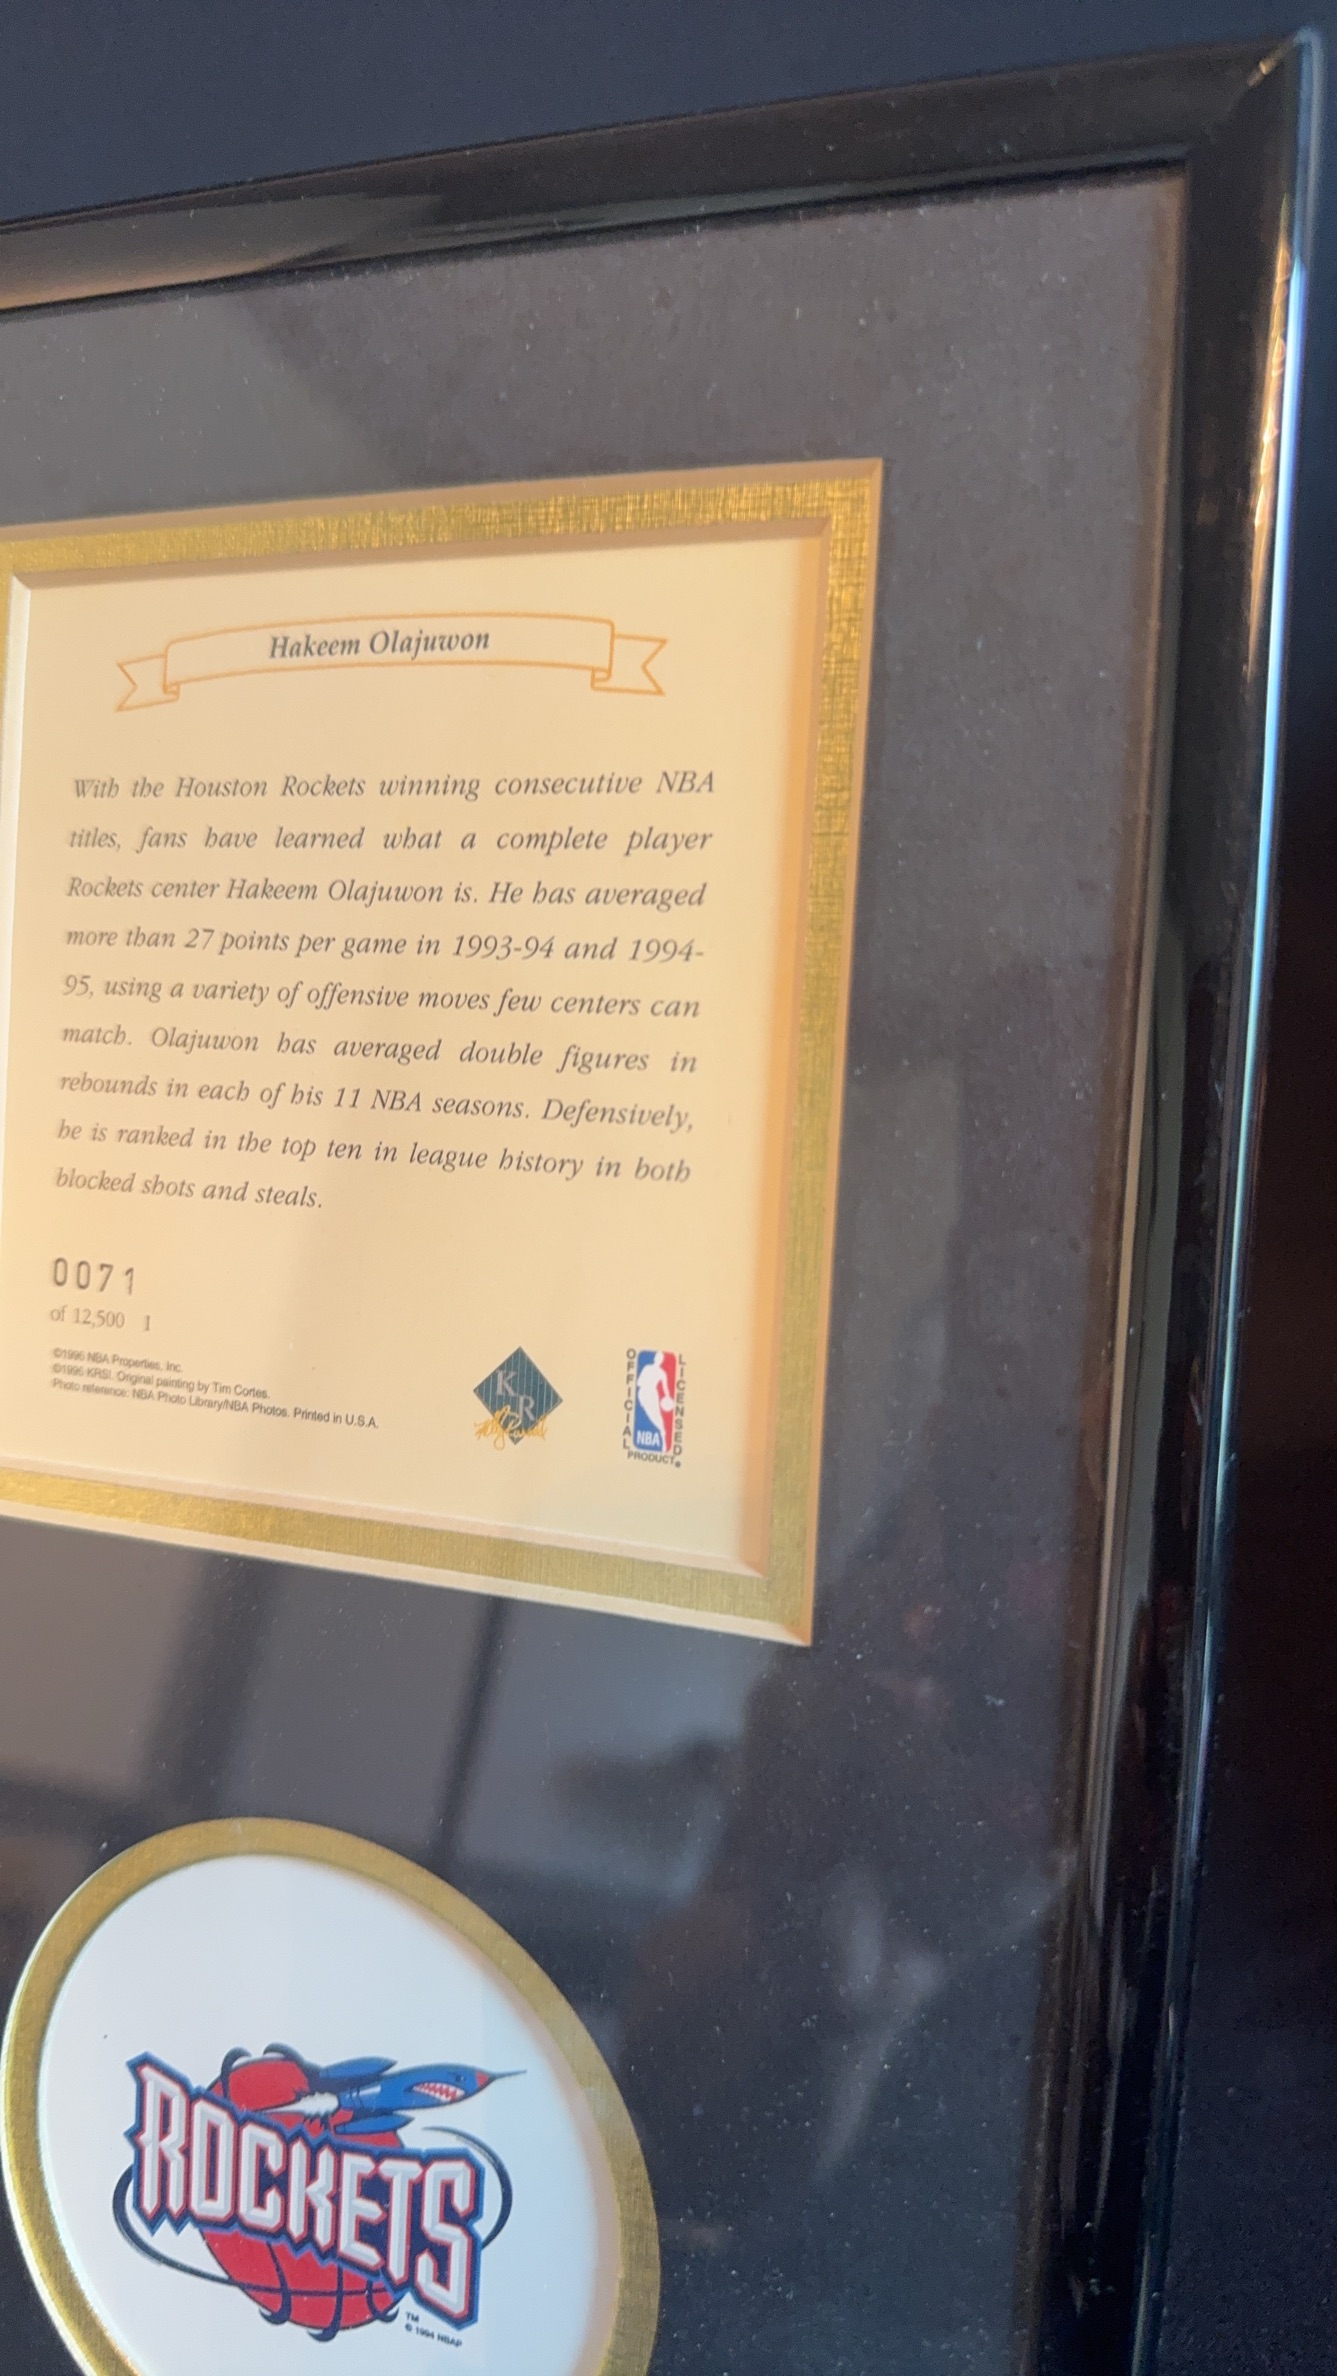 Hakeem Olajuwon
With the Houston Rockets winning consecutive NBA
titles, fans have learned what a complete player
Rockets center Hakeem Olajuwon is. He has averaged
more than 27 points per game in 1993-94 and 1994-
95, using a variety of offensive moves few centers can
match. Olajuwon has averaged double figures in
rebounds in each of his 11 NBA seasons. Defensively,
he is ranked in the top ten in league history in both
blocked shots and steals.
0071
of 12,500 I
©1996 NBA Properties, Inc.
©1996 KRSI. Original painting by Tim Cortes.
Photo reference: NBA Photo Library/NBA Photos. Printed in U.S.A.
KR
OFFICIAL LICENSED
NBA
PRODUCT®
ROCKETS
TM
© 1994 NBAP